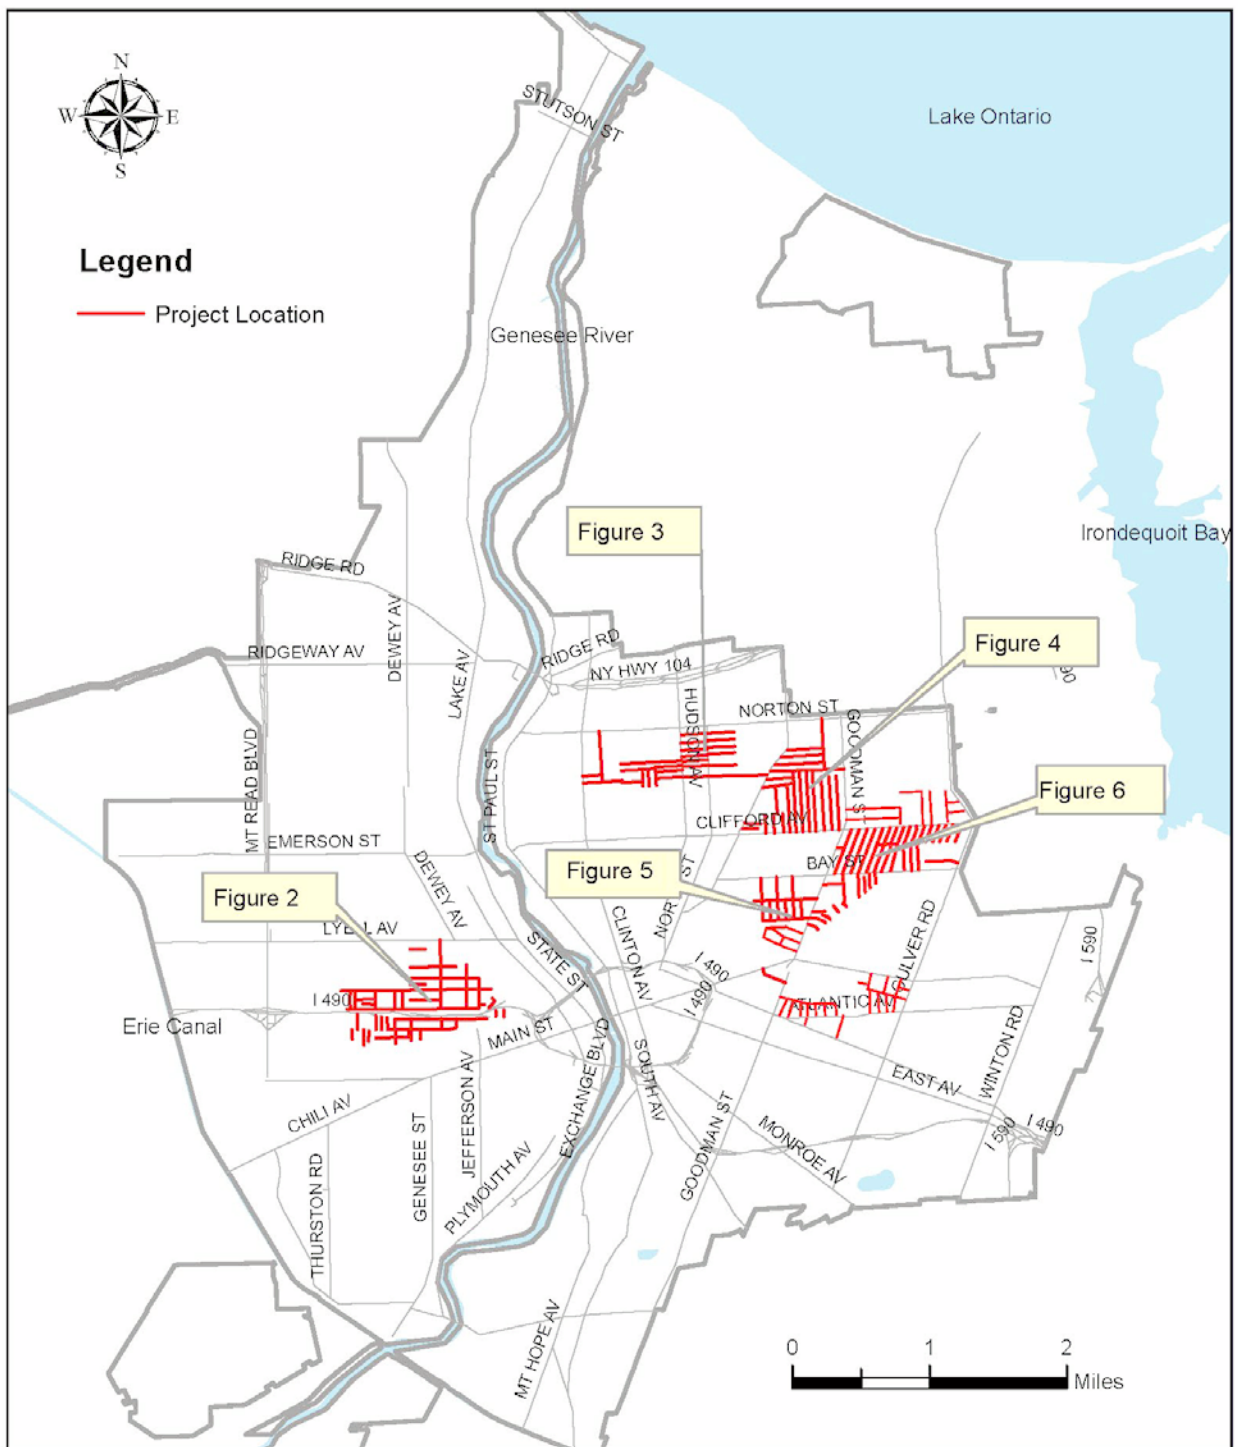 N
W E
S
STUTSON ST
Lake Ontario
Legend
Project Location
Genesee River
Figure 3
Irondequoit Bay
RIDGE RD
DEWEY AV
RIDGEWAY AV
LAKE AV
RIDGE RD
NY HWY 104
Figure 4
HUDSON AV
NORTON ST
GOODMAN ST
MT READ BLVD
ST PAUL ST
Figure 6
CLIFFORD AV
EMERSON ST
DEWEY AV
BAY ST
Figure 5
Figure 2
LYELL AV
STATE ST
CLINTON AV
CULVER RD
I 590
I 490
I 490
I 490
ATLANTIC AV
Erie Canal
MAIN ST
EXCHANGE BLVD
SOUTH AV
JEFFERSON AV
EAST AV
WINTON RD
CHILI AV
GENESEE ST
GOODMAN ST
MONROE AV
I 590
I 490
PLYMOUTH AV
THURSTON RD
MT HOPE AV
0 1 2
Miles